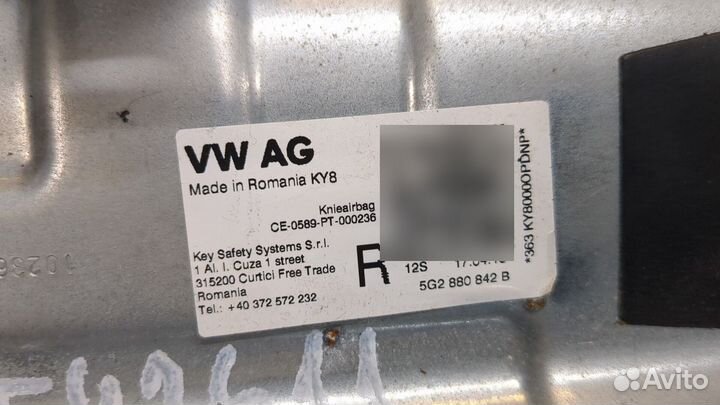 VW AG
Made in Romania KY8
Knieairbag
CE-0589-PT-000236
Key Safety Systems S.r.l.
1 Al. I. Cuza 1 street
315200 Curtici Free Trade
Romania
Tel.: +40 372 572 232
R
12S
5G2 880 842 B
*363 KY80000PDNP*
Avito